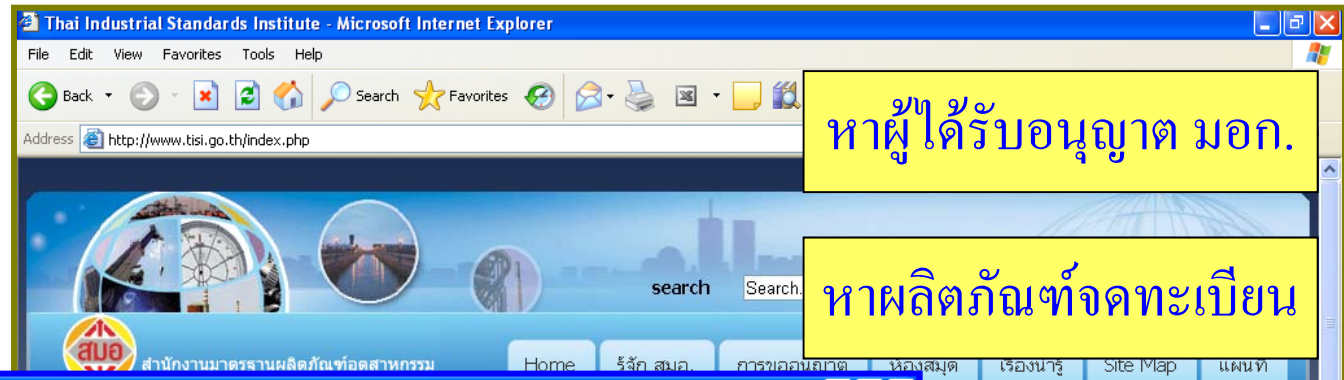 Thai Industrial Standards Institute - Microsoft Internet Explorer
File Edit View Favorites Tools Help
Back Search Favorites
หาผู้ได้รับอนุญาต มอก.
Address http://www.tisi.go.th/index.php
search Search.
หาผลิตภัณฑ์จดทะเบียน
สมอ
สำนักงานมาตรฐานผลิตภัณฑ์อุตสาหกรรม Home รู้จัก สมอ. การขออนุญาต ห้องสมุด เรื่องน่ารู้ Site Map แผนที่